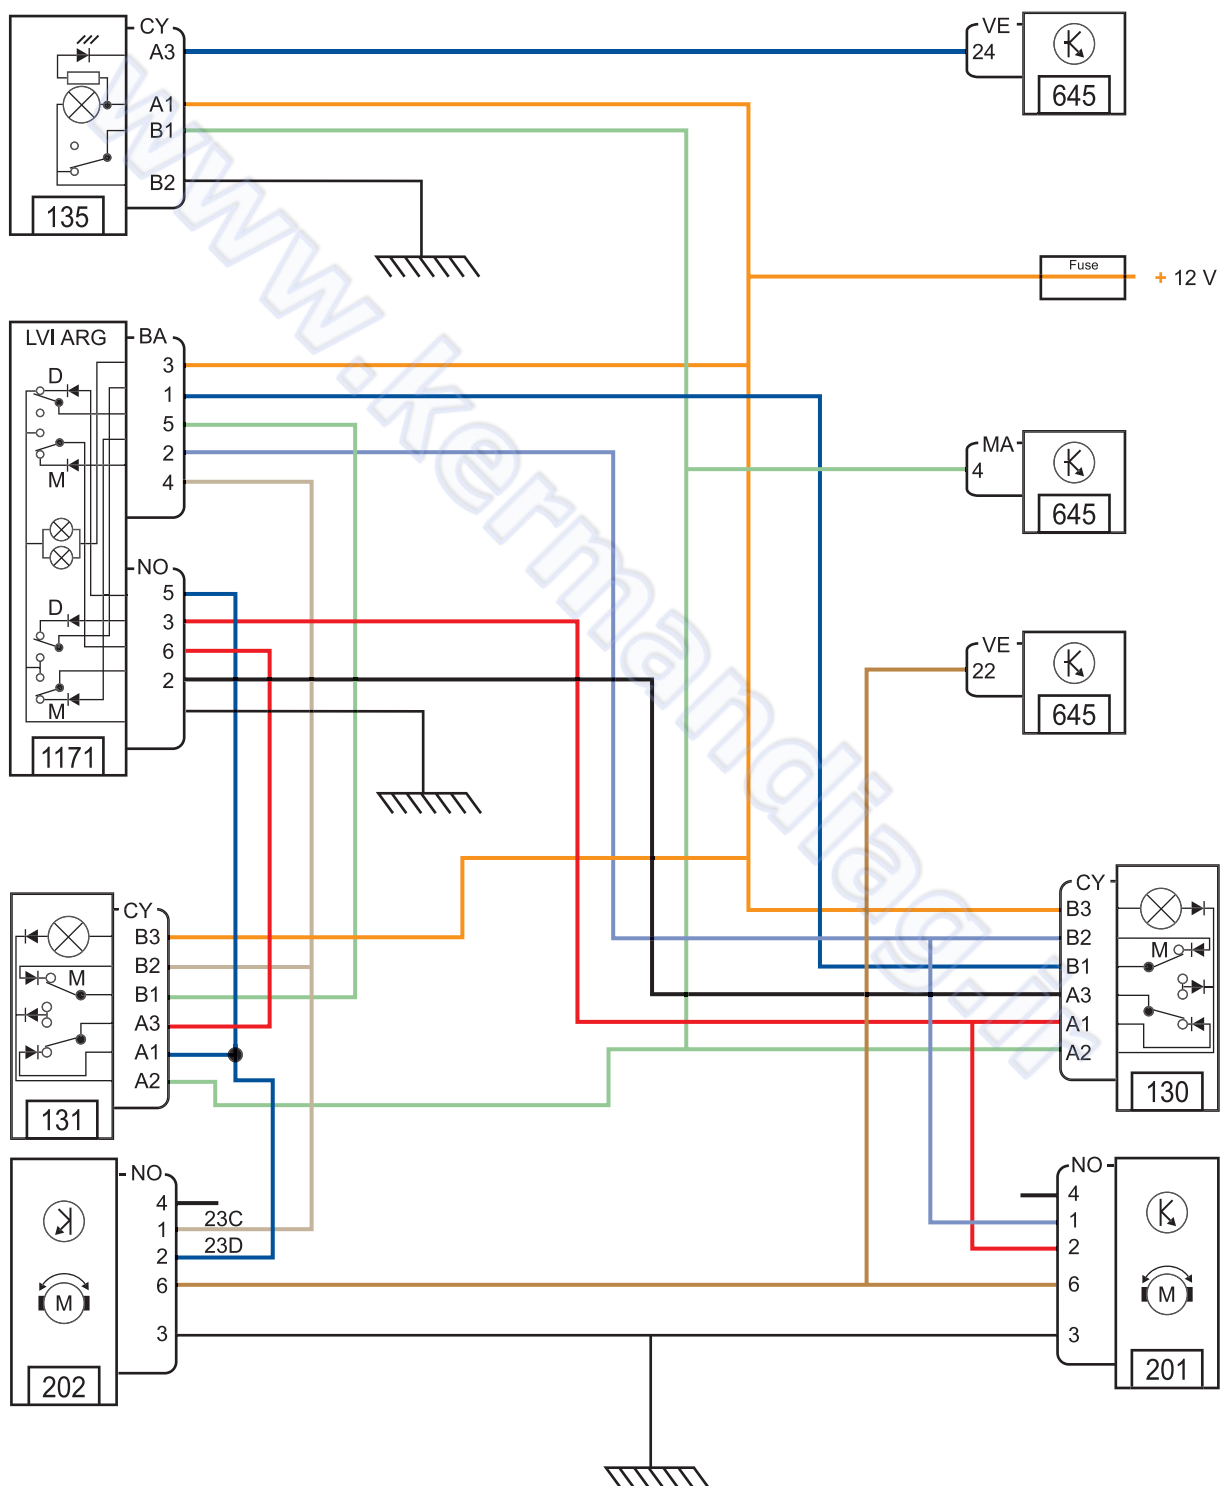 CY
A3
A1
B1
B2
135
VE
24
645
Fuse
+ 12 V
LVI ARG
BA
D
3
1
5
2
4
M
MA
4
645
NO
5
3
6
2
D
M
1171
VE
22
645
CY
B3
B2
M
B1
A3
A1
A2
131
CY
B3
B2
M
B1
A3
A1
A2
130
NO
4
23C
1
23D
2
6
M
3
202
NO
4
1
2
6
M
3
201
www.kermandiag.ir